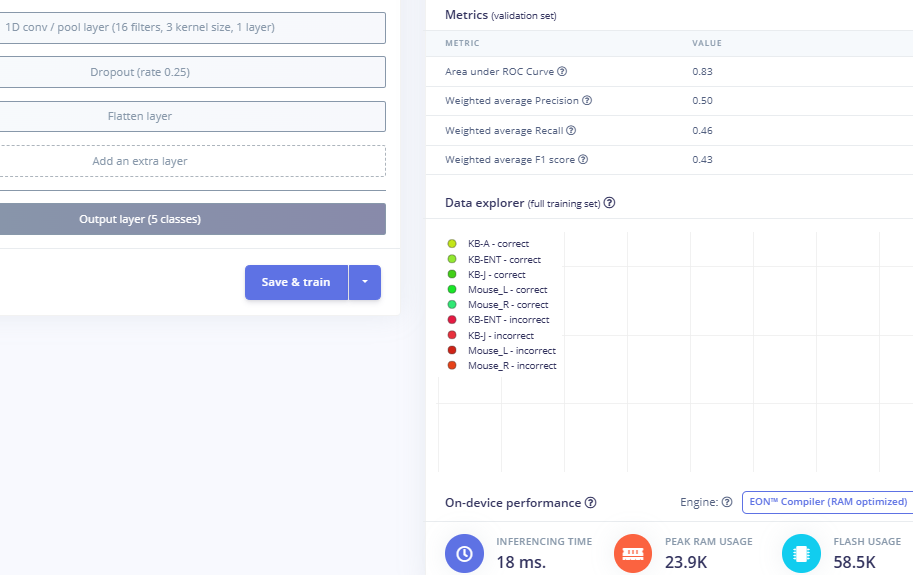 1D conv / pool layer (16 filters, 3 kernel size, 1 layer)
Dropout (rate 0.25)
Flatten layer
Add an extra layer
Output layer (5 classes)
Save & train
Metrics (validation set)
METRIC VALUE
Area under ROC Curve 0.83
Weighted average Precision 0.50
Weighted average Recall 0.46
Weighted average F1 score 0.43
Data explorer (full training set)
KB-A - correct
KB-ENT - correct
KB-J - correct
Mouse_L - correct
Mouse_R - correct
KB-ENT - incorrect
KB-J - incorrect
Mouse_L - incorrect
Mouse_R - incorrect
On-device performance Engine: EON™ Compiler (RAM optimized)
INFERENCING TIME PEAK RAM USAGE FLASH USAGE
18 ms. 23.9K 58.5K